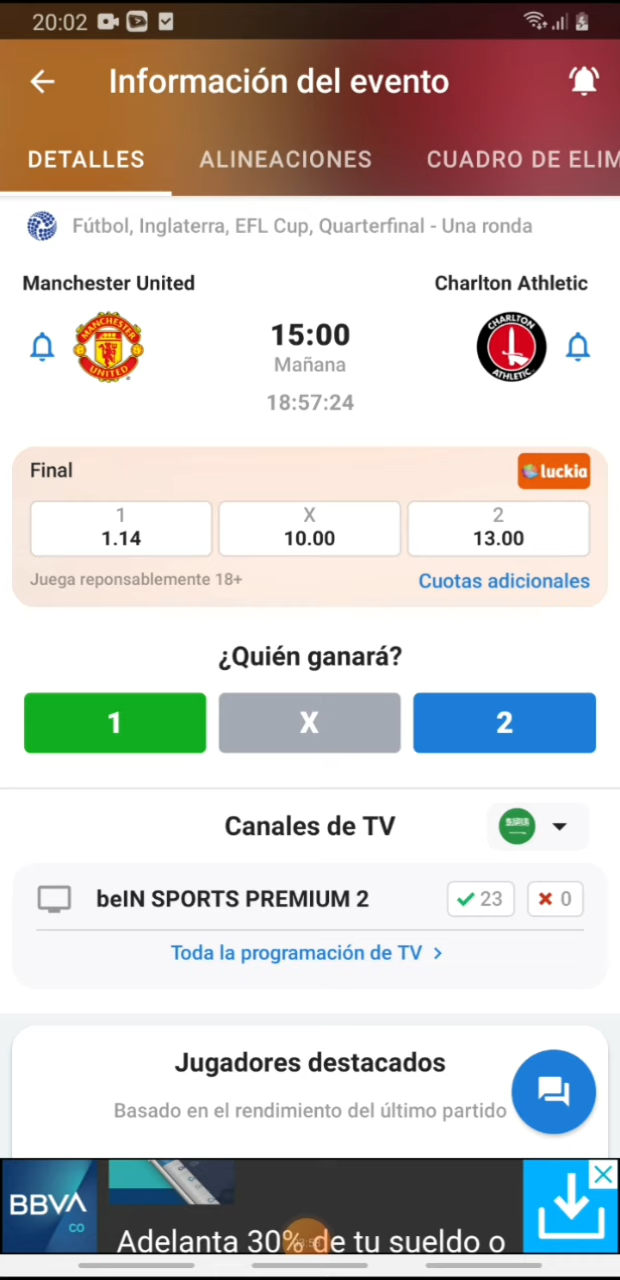 20:02
Información del evento
DETALLES ALINEACIONES CUADRO DE ELIM
Fútbol, Inglaterra, EFL Cup, Quarterfinal - Una ronda
Manchester United Charlton Athletic
MANCHESTER UNITED
CHARLTON ATHLETIC
15:00
Mañana
18:57:24
Final luckia
1 X 2
1.14 10.00 13.00
Juega reponsablemente 18+ Cuotas adicionales
¿Quién ganará?
1 X 2
Canales de TV
beIN SPORTS PREMIUM 2 23 0
Toda la programación de TV >
Jugadores destacados
Basado en el rendimiento del último partido
BBVA
CO
Adelanta 30% de tu sueldo o